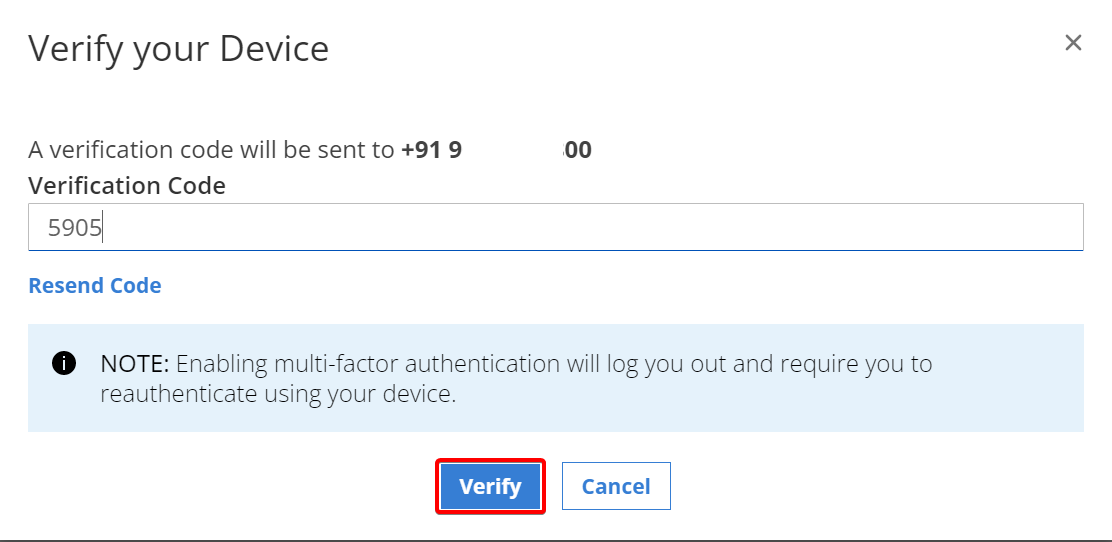 Verify your Device
A verification code will be sent to +91 9 00
Verification Code
5905
Resend Code
NOTE: Enabling multi-factor authentication will log you out and require you to
reauthenticate using your device.
Verify
Cancel